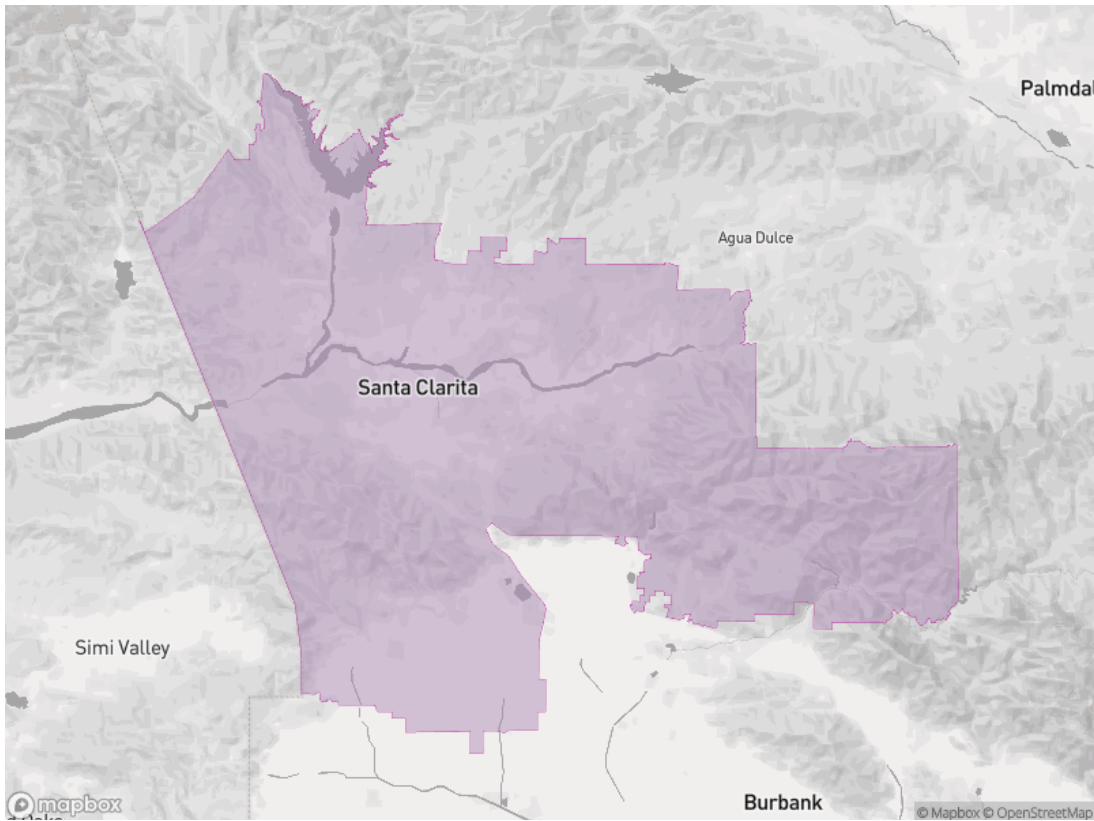 Palmdal
Agua Dulce
Santa Clarita
Simi Valley
Burbank
mapbox
© Mapbox © OpenStreetMap